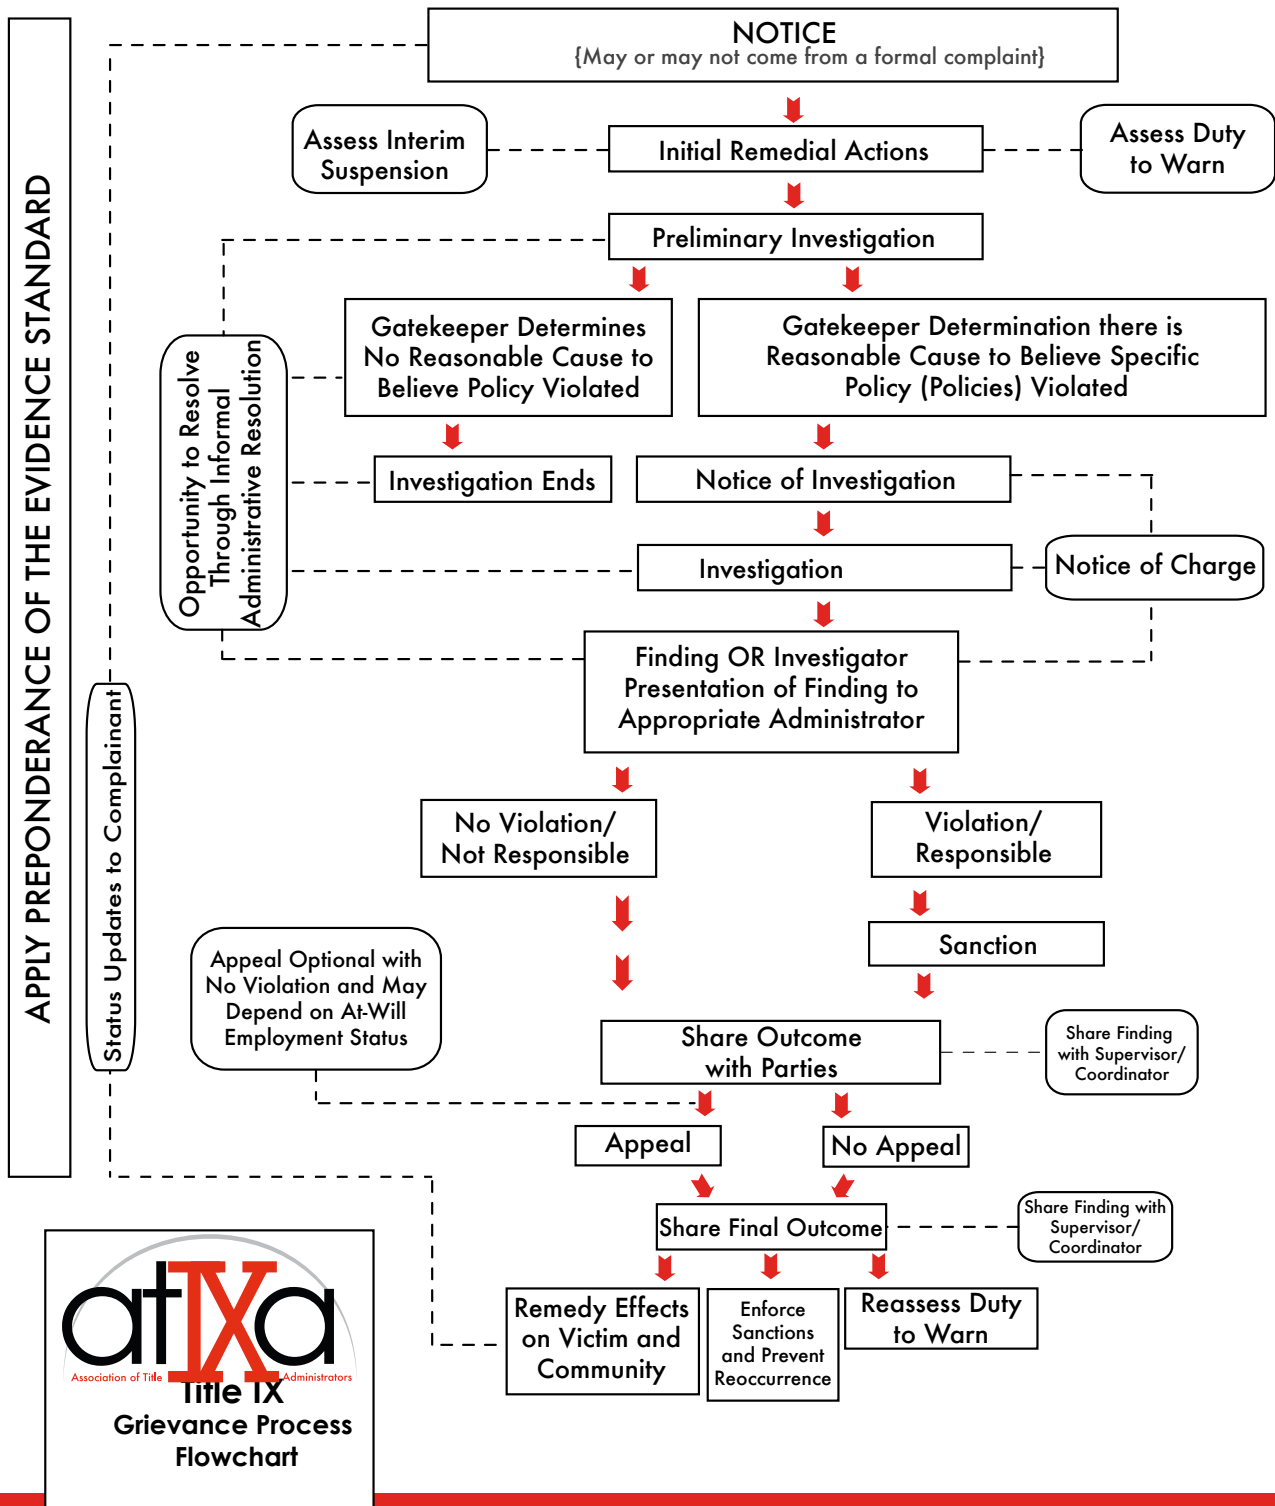 APPLY PREPONDERANCE OF THE EVIDENCE STANDARD
Status Updates to Complainant
NOTICE
{May or may not come from a formal complaint}
Assess Interim
Suspension
Initial Remedial Actions
Assess Duty
to Warn
Preliminary Investigation
Opportunity to Resolve
Through Informal
Administrative Resolution
Gatekeeper Determines
No Reasonable Cause to
Believe Policy Violated
Gatekeeper Determination there is
Reasonable Cause to Believe Specific
Policy (Policies) Violated
Investigation Ends
Notice of Investigation
Investigation
Notice of Charge
Finding OR Investigator
Presentation of Finding to
Appropriate Administrator
No Violation/
Not Responsible
Violation/
Responsible
Sanction
Appeal Optional with
No Violation and May
Depend on At-Will
Employment Status
Share Outcome
with Parties
Share Finding
with Supervisor/
Coordinator
Appeal
No Appeal
Share Final Outcome
Share Finding with
Supervisor/
Coordinator
Remedy Effects
on Victim and
Community
Enforce
Sanctions
and Prevent
Reoccurrence
Reassess Duty
to Warn
atIXa
Association of Title IX Administrators
Title IX
Grievance Process
Flowchart